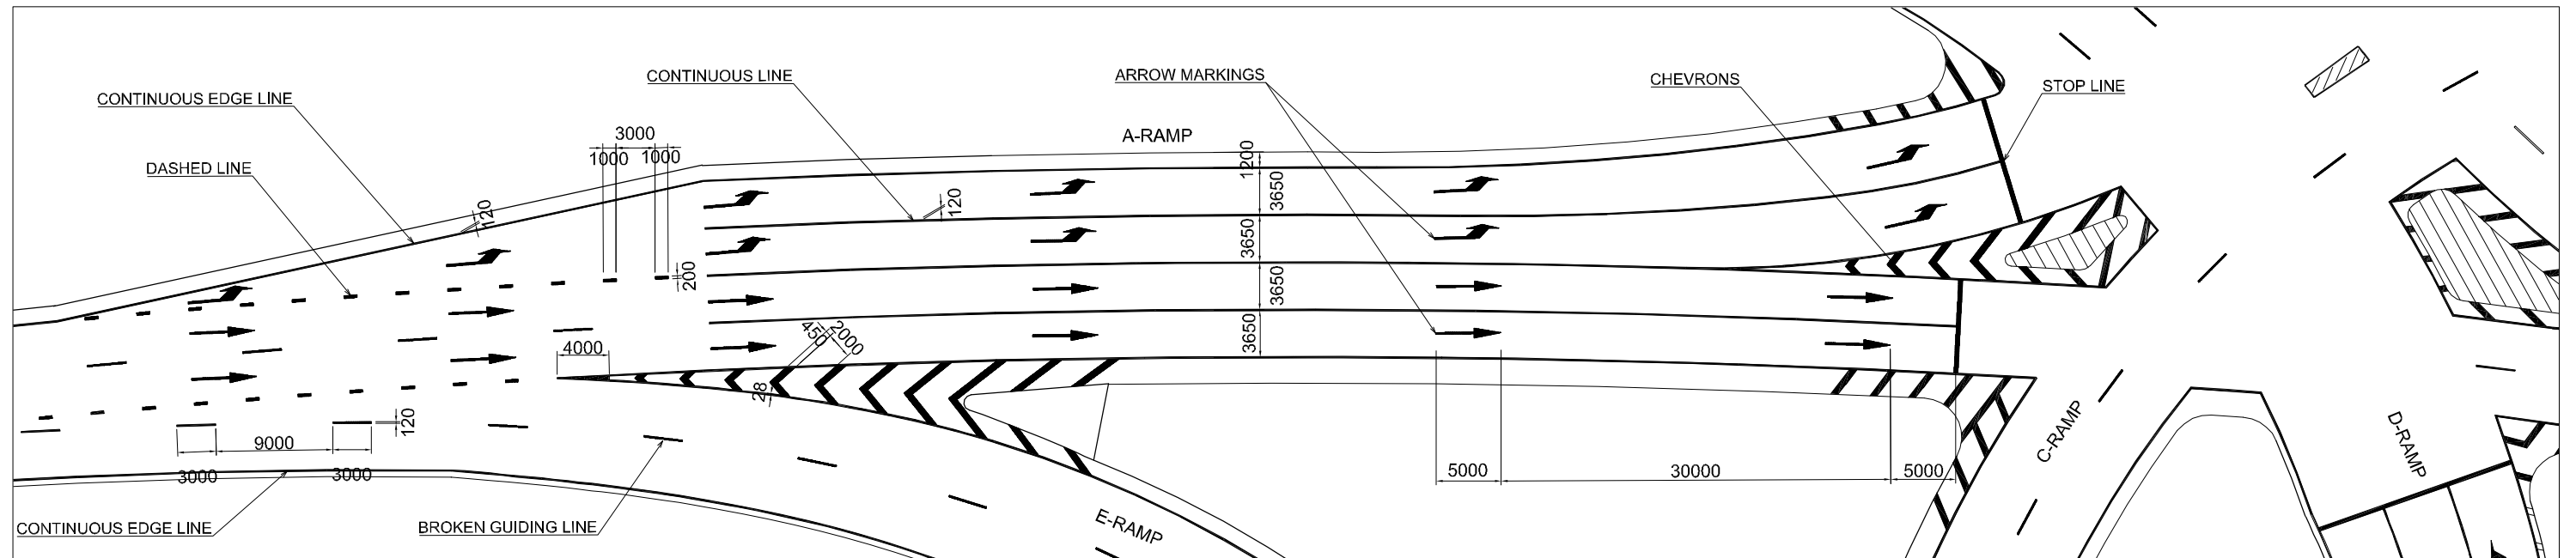 CONTINUOUS LINE
ARROW MARKINGS
CHEVRONS
STOP LINE
CONTINUOUS EDGE LINE
3000
A-RAMP
1000
1000
1200
DASHED LINE
3650
120
120
3650
200
3650
3650
450
2000
4000
28
120
9000
3000
3000
5000
30000
5000
C-RAMP
D-RAMP
CONTINUOUS EDGE LINE
BROKEN GUIDING LINE
E-RAMP